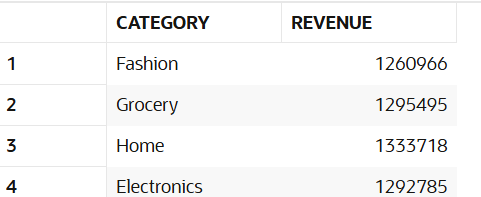 CATEGORY REVENUE
1 Fashion 1260966
2 Grocery 1295495
3 Home 1333718
4 Electronics 1292785